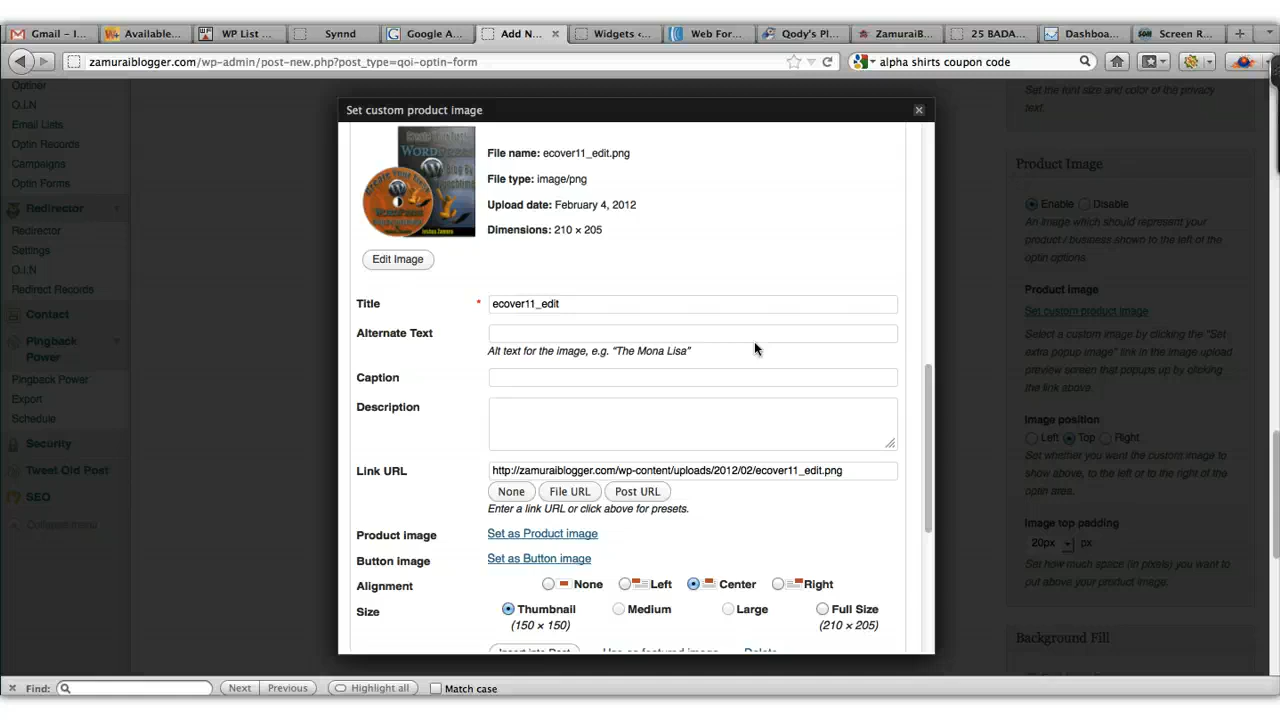 Gmail – I...
Available...
WP List ...
Synnd
Google A...
Add N...
Widgets ‹...
Web For...
Qody's Pl...
ZamuraiB...
25 BADA...
Dashboa...
Screen R...
zamuraiblogger.com/wp-admin/post-new.php?post_type=qoi-optin-form
alpha shirts coupon code
Optiner
O.I.N
Email Lists
Optin Records
Campaigns
Optin Forms
Redirector
Redirector
Settings
O.I.N
Redirect Records
Contact
Pingback
Power
Pingback Power
Export
Schedule
Security
Tweet Old Post
SEO
Collapse menu
Set custom product image
File name: ecover11_edit.png
File type: image/png
Upload date: February 4, 2012
Dimensions: 210 × 205
Edit Image
Title * ecover11_edit
Alternate Text
Alt text for the image, e.g. “The Mona Lisa”
Caption
Description
Link URL http://zamuraiblogger.com/wp-content/uploads/2012/02/ecover11_edit.png
None File URL Post URL
Enter a link URL or click above for presets.
Product image Set as Product image
Button image Set as Button image
Alignment None Left Center Right
Size Thumbnail Medium Large Full Size
(150 × 150) (210 × 205)
Insert into Post Use as featured image Delete
Set the font size and color of the privacy
text.
Product Image
Enable Disable
An image which should represent your
product / business shown to the left of the
optin options.
Product image
Set custom product image
Select a custom image by clicking the "Set
extra popup image" link in the image upload
preview screen that popups up by clicking
the link above.
Image position
Left Top Right
Set whether you want the custom image to
show above, to the left or to the right of the
optin area.
Image top padding
20px px
Set how much space (in pixels) you want to
put above your product image.
Background Fill
Find: Next Previous Highlight all Match case